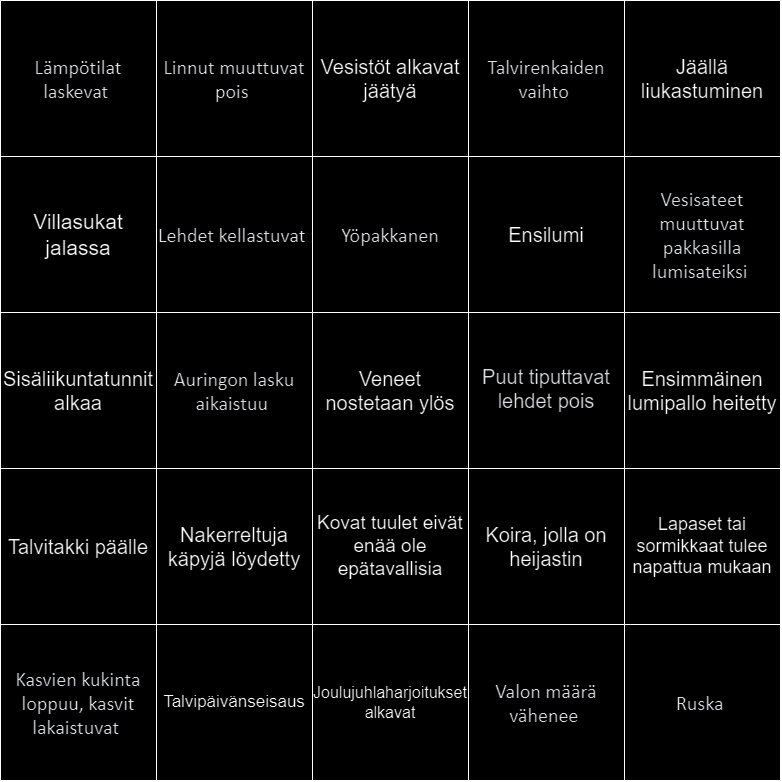 Lämpötilat
laskevat
Linnut muuttuvat
pois
Vesistöt alkavat
jäätyä
Talvirenkaiden
vaihto
Jäällä
liukastuminen
Villasukat
jalassa
Lehdet kellastuvat
Yöpakkanen
Ensilumi
Vesisateet
muuttuvat
pakkasilla
lumisateiksi
Sisäliikuntatunnit
alkaa
Auringon lasku
aikaistuu
Veneet
nostetaan ylös
Puut tiputtavat
lehdet pois
Ensimmäinen
lumipallo heitetty
Talvitakki päälle
Nakerreltuja
käpyjä löydetty
Kovat tuulet eivät
enää ole
epätavallisia
Koira, jolla on
heijastin
Lapaset tai
sormikkaat tulee
napattua mukaan
Kasvien kukinta
loppuu, kasvit
lakaistuvat
Talvipäivänseisaus
Joulujuhlaharjoitukset
alkavat
Valon määrä
vähenee
Ruska